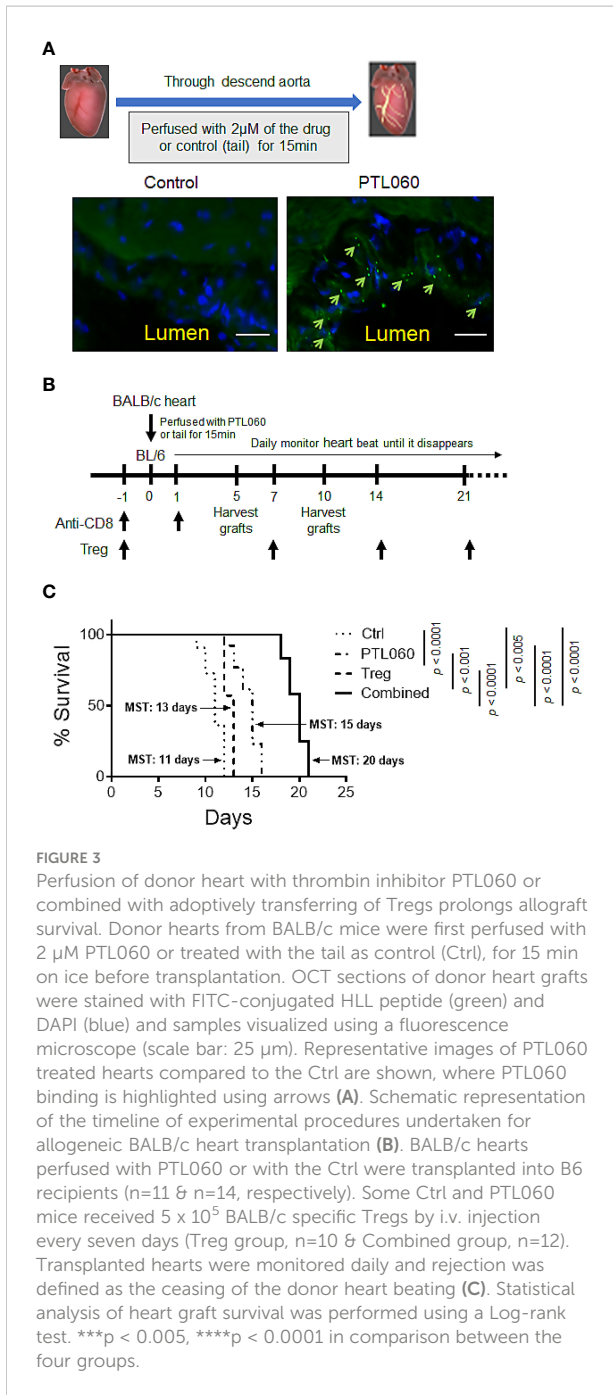 A
Through descend aorta
Perfused with 2μM of the drug
or control (tail) for 15min
Control
PTL060
Lumen
Lumen
B
BALB/c heart
Perfused with PTL060
or tail for 15min
BL/6
Daily monitor heart beat until it disappears
-1 0 1 5 7 10 14 21
Harvest grafts
Harvest grafts
Anti-CD8
Treg
C
% Survival
100
50
0
0 5 10 15 20 25
Days
MST: 13 days
MST: 15 days
MST: 11 days
MST: 20 days
Ctrl
PTL060
Treg
Combined
p < 0.0001
p < 0.001
p < 0.0001
p < 0.005
p < 0.0001
p < 0.0001
FIGURE 3
Perfusion of donor heart with thrombin inhibitor PTL060 or
combined with adoptively transferring of Tregs prolongs allograft
survival. Donor hearts from BALB/c mice were first perfused with
2 μM PTL060 or treated with the tail as control (Ctrl), for 15 min
on ice before transplantation. OCT sections of donor heart grafts
were stained with FITC-conjugated HLL peptide (green) and
DAPI (blue) and samples visualized using a fluorescence
microscope (scale bar: 25 μm). Representative images of PTL060
treated hearts compared to the Ctrl are shown, where PTL060
binding is highlighted using arrows (A). Schematic representation
of the timeline of experimental procedures undertaken for
allogeneic BALB/c heart transplantation (B). BALB/c hearts
perfused with PTL060 or with the Ctrl were transplanted into B6
recipients (n=11 & n=14, respectively). Some Ctrl and PTL060
mice received 5 x 10⁵ BALB/c specific Tregs by i.v. injection
every seven days (Treg group, n=10 & Combined group, n=12).
Transplanted hearts were monitored daily and rejection was
defined as the ceasing of the donor heart beating (C). Statistical
analysis of heart graft survival was performed using a Log-rank
test. ***p < 0.005, ****p < 0.0001 in comparison between the
four groups.